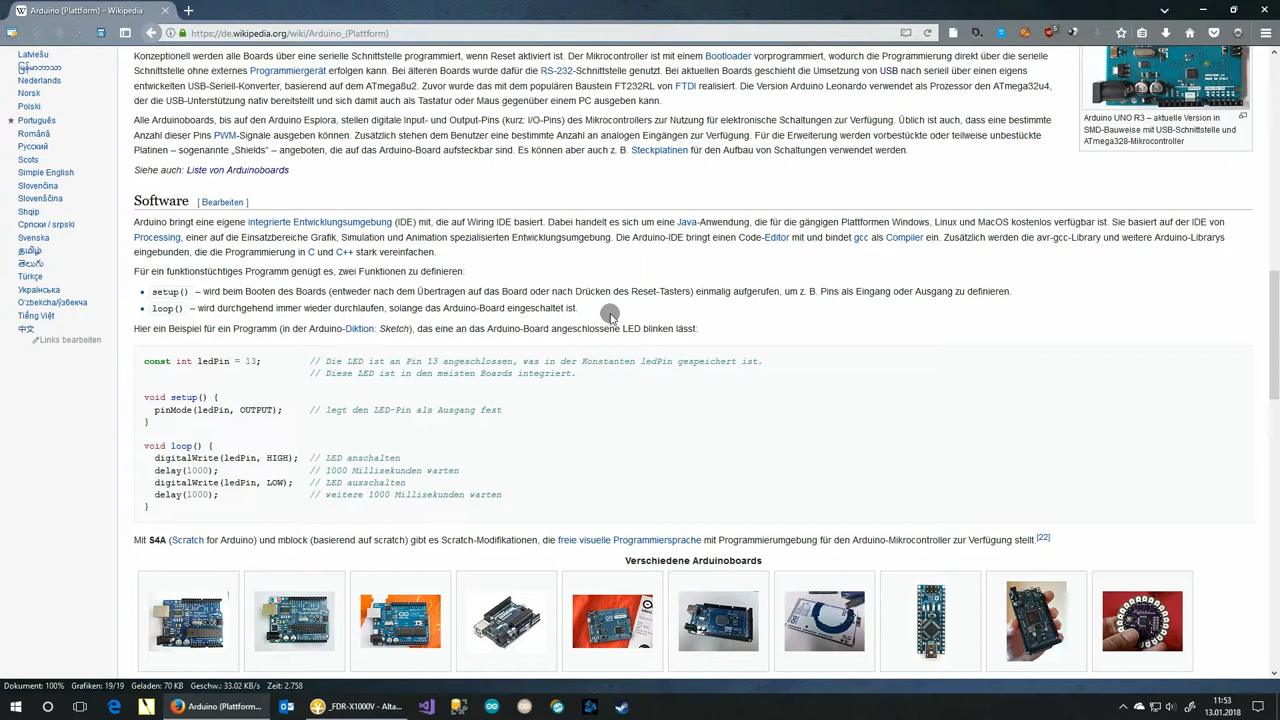 Arduino (Plattform) – Wikipedia
https://de.wikipedia.org/wiki/Arduino_(Plattform)
Latviešu
မြန်မာဘာသာ
Nederlands
Norsk
Polski
Português
Română
Русский
Scots
Simple English
Slovenčina
Slovenščina
Shqip
Српски / srpski
Svenska
தமிழ்
తెలుగు
Türkçe
Українська
Oʻzbekcha/ўзбекча
Tiếng Việt
中文
Links bearbeiten
Konzeptionell werden alle Boards über eine serielle Schnittstelle programmiert, wenn Reset aktiviert ist. Der Mikrocontroller ist mit einem Bootloader vorprogrammiert, wodurch die Programmierung direkt über die serielle
Schnittstelle ohne externes Programmiergerät erfolgen kann. Bei älteren Boards wurde dafür die RS-232-Schnittstelle genutzt. Bei aktuellen Boards geschieht die Umsetzung von USB nach seriell über einen eigens
entwickelten USB-Seriell-Konverter, basierend auf dem ATmega8u2. Zuvor wurde das mit dem populären Baustein FT232RL von FTDI realisiert. Die Version Arduino Leonardo verwendet als Prozessor den ATmega32u4,
der die USB-Unterstützung nativ bereitstellt und sich damit auch als Tastatur oder Maus gegenüber einem PC ausgeben kann.
Alle Arduinoboards, bis auf den Arduino Esplora, stellen digitale Input- und Output-Pins (kurz: I/O-Pins) des Mikrocontrollers zur Nutzung für elektronische Schaltungen zur Verfügung. Üblich ist auch, dass eine bestimmte
Anzahl dieser Pins PWM-Signale ausgeben können. Zusätzlich stehen dem Benutzer eine bestimmte Anzahl an analogen Eingängen zur Verfügung. Für die Erweiterung werden vorbestückte oder teilweise unbestückte
Platinen – sogenannte „Shields“ – angeboten, die auf das Arduino-Board aufsteckbar sind. Es können aber auch z. B. Steckplatinen für den Aufbau von Schaltungen verwendet werden.
Siehe auch: Liste von Arduinoboards
Arduino UNO R3 – aktuelle Version in
SMD-Bauweise mit USB-Schnittstelle und
ATmega328-Mikrocontroller
Software [ Bearbeiten ]
Arduino bringt eine eigene integrierte Entwicklungsumgebung (IDE) mit, die auf Wiring IDE basiert. Dabei handelt es sich um eine Java-Anwendung, die für die gängigen Plattformen Windows, Linux und MacOS kostenlos verfügbar ist. Sie basiert auf der IDE von
Processing, einer auf die Einsatzbereiche Grafik, Simulation und Animation spezialisierten Entwicklungsumgebung. Die Arduino-IDE bringt einen Code-Editor mit und bindet gcc als Compiler ein. Zusätzlich werden die avr-gcc-Library und weitere Arduino-Librarys
eingebunden, die die Programmierung in C und C++ stark vereinfachen.
Für ein funktionstüchtiges Programm genügt es, zwei Funktionen zu definieren:
setup() – wird beim Booten des Boards (entweder nach dem Übertragen auf das Board oder nach Drücken des Reset-Tasters) einmalig aufgerufen, um z. B. Pins als Eingang oder Ausgang zu definieren.
loop() – wird durchgehend immer wieder durchlaufen, solange das Arduino-Board eingeschaltet ist.
Hier ein Beispiel für ein Programm (in der Arduino-Diktion: Sketch), das eine an das Arduino-Board angeschlossene LED blinken lässt:
const int ledPin = 13; // Die LED ist an Pin 13 angeschlossen, was in der Konstanten ledPin gespeichert ist.
// Diese LED ist in den meisten Boards integriert.
void setup() {
pinMode(ledPin, OUTPUT); // legt den LED-Pin als Ausgang fest
}
void loop() {
digitalWrite(ledPin, HIGH); // LED anschalten
delay(1000); // 1000 Millisekunden warten
digitalWrite(ledPin, LOW); // LED ausschalten
delay(1000); // weitere 1000 Millisekunden warten
}
Mit S4A (Scratch for Arduino) und mblock (basierend auf scratch) gibt es Scratch-Modifikationen, die freie visuelle Programmiersprache mit Programmierumgebung für den Arduino-Mikrocontroller zur Verfügung stellt.[22]
Verschiedene Arduinoboards
Dokument: 100% Grafiken: 19/19 Geladen: 70 KB Geschw.: 33.02 KB/s Zeit: 2.758
Arduino (Plattform...
_FDR-X1000V - Alta...
11:53
13.01.2018